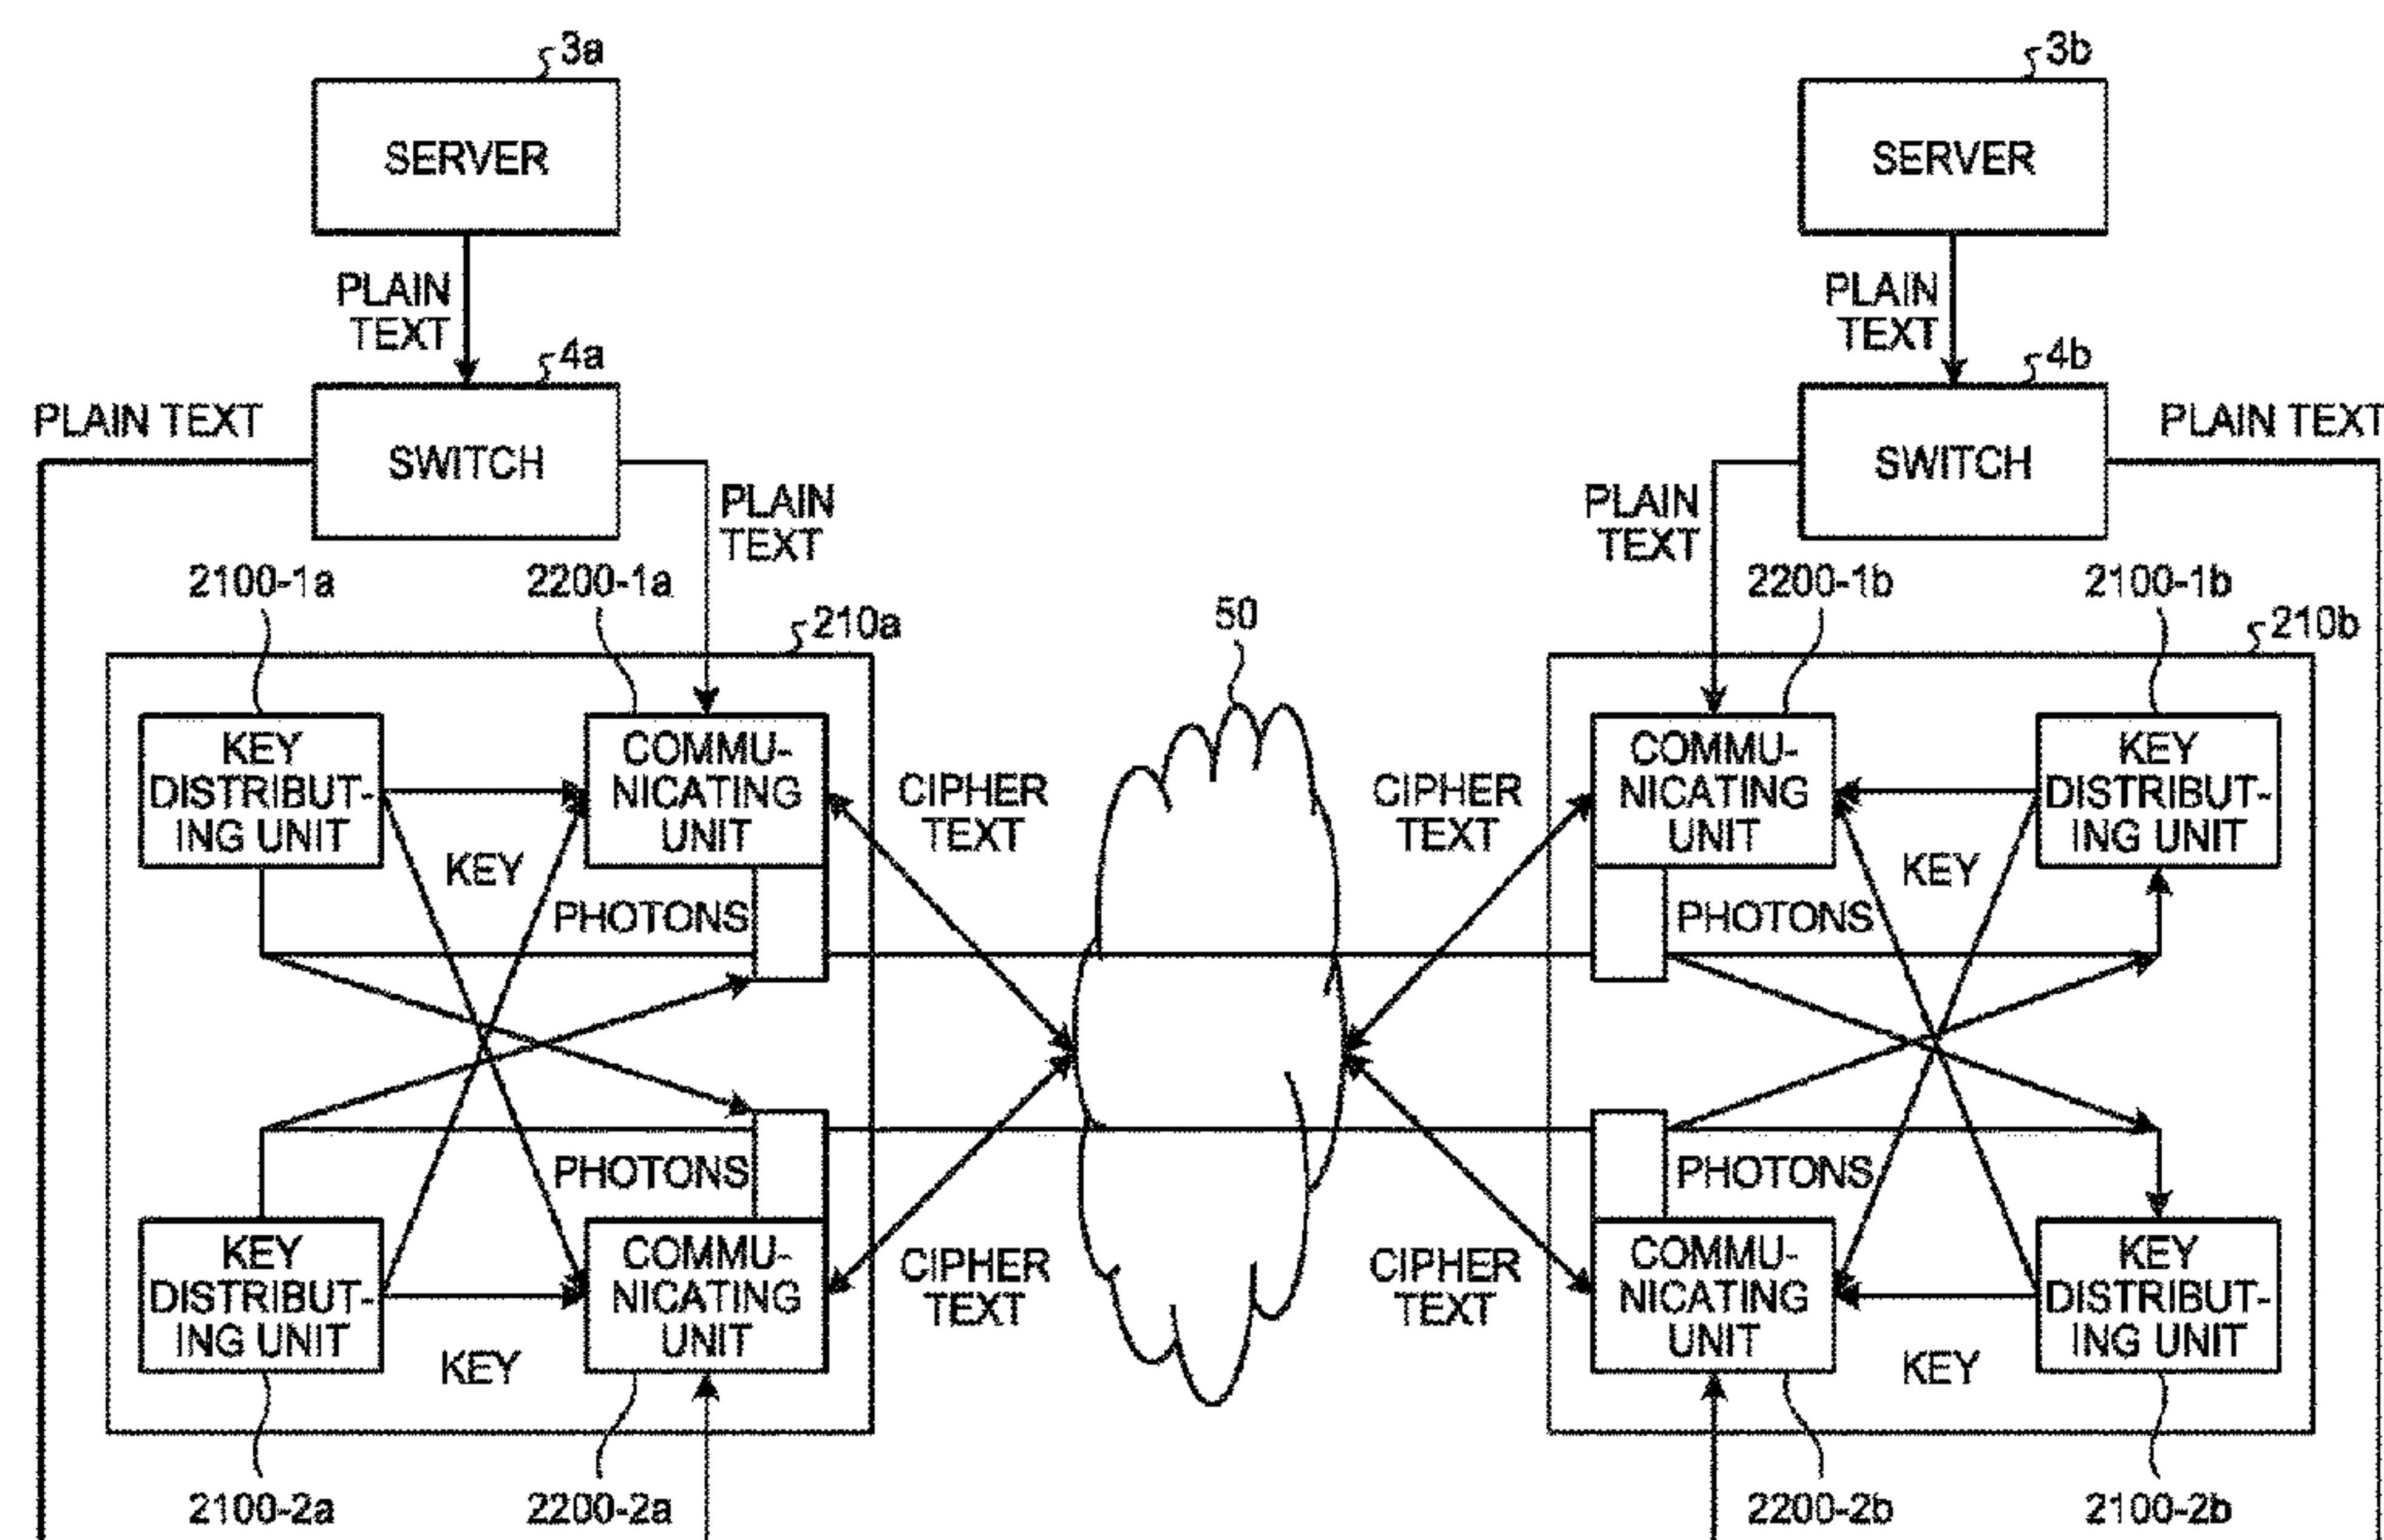 3a
3b
SERVER
SERVER
PLAIN
TEXT
PLAIN
TEXT
4a
4b
PLAIN TEXT
PLAIN TEXT
SWITCH
SWITCH
PLAIN
TEXT
PLAIN
TEXT
2100-1a
2200-1a
2200-1b
2100-1b
210a
50
210b
KEY
DISTRIBUT-
ING UNIT
COMMU-
NICATING
UNIT
CIPHER
TEXT
CIPHER
TEXT
COMMU-
NICATING
UNIT
KEY
DISTRIBUT-
ING UNIT
KEY
KEY
PHOTONS
PHOTONS
PHOTONS
PHOTONS
KEY
DISTRIBUT-
ING UNIT
COMMU-
NICATING
UNIT
CIPHER
TEXT
CIPHER
TEXT
COMMU-
NICATING
UNIT
KEY
DISTRIBUT-
ING UNIT
KEY
KEY
2100-2a
2200-2a
2200-2b
2100-2b